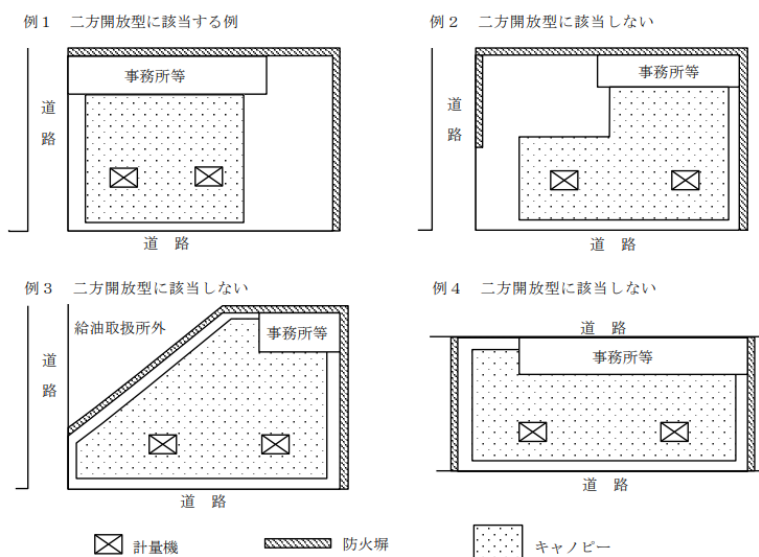 例1 二方開放型に該当する例
事務所等
道路
道 路
例2 二方開放型に該当しない
事務所等
道路
道 路
例3 二方開放型に該当しない
給油取扱所外
事務所等
道路
道 路
例4 二方開放型に該当しない
道 路
事務所等
道 路
計量機
防火塀
キャノピー